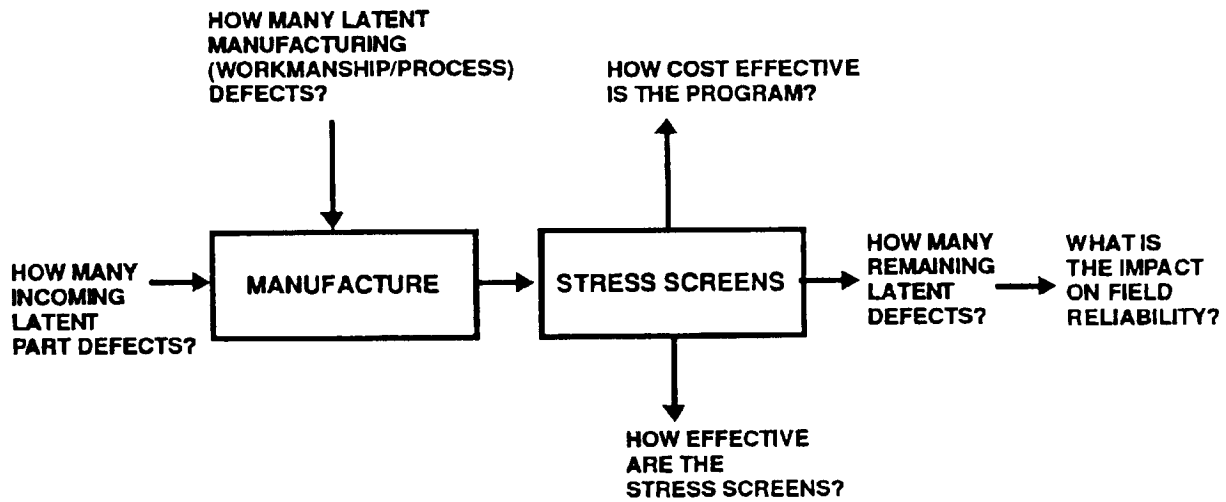 HOW MANY LATENT
MANUFACTURING
(WORKMANSHIP/PROCESS)
DEFECTS?
HOW COST EFFECTIVE
IS THE PROGRAM?
HOW MANY
INCOMING
LATENT
PART DEFECTS?
MANUFACTURE
STRESS SCREENS
HOW MANY
REMAINING
LATENT
DEFECTS?
WHAT IS
THE IMPACT
ON FIELD
RELIABILITY?
HOW EFFECTIVE
ARE THE
STRESS SCREENS?